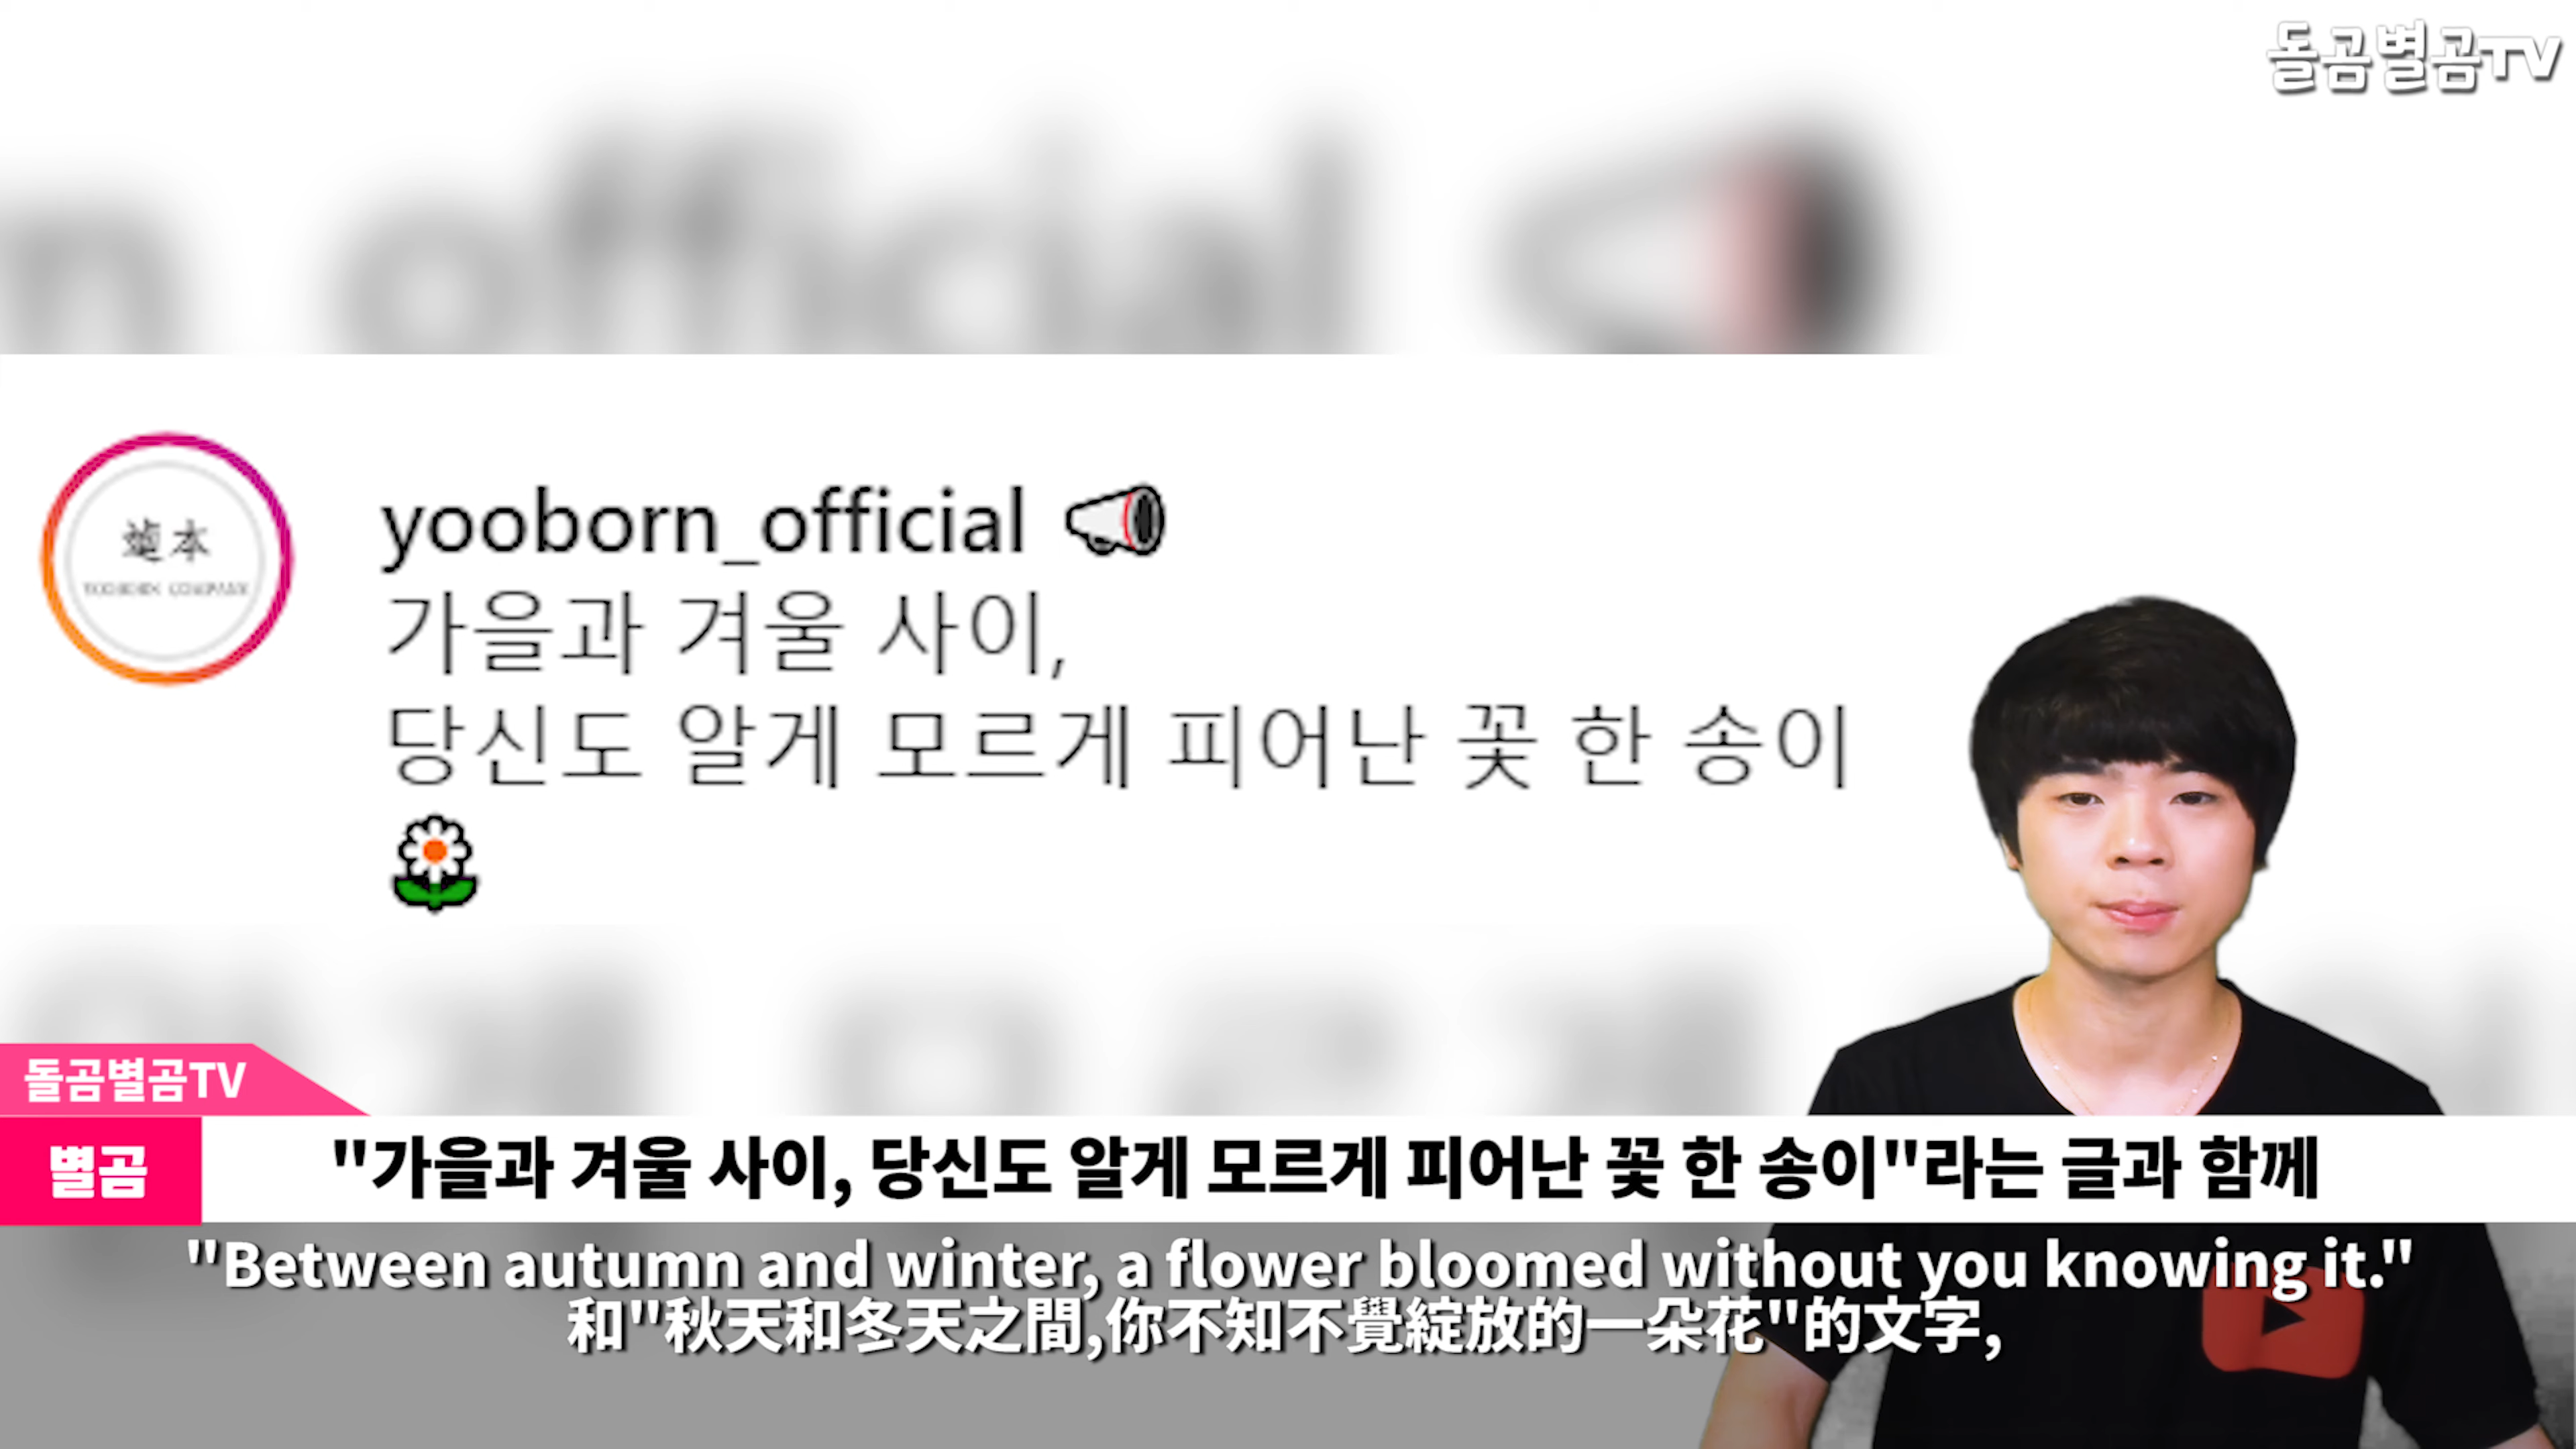 돌곰별곰TV
n official
本
YOOBORN COMPANY
yooborn_official
가을과 겨울 사이,
당신도 알게 모르게 피어난 꽃 한 송이
돌곰별곰TV
별곰
"가을과 겨울 사이, 당신도 알게 모르게 피어난 꽃 한 송이"라는 글과 함께
"Between autumn and winter, a flower bloomed without you knowing it."
和"秋天和冬天之間,你不知不覺綻放的一朵花"的文字,